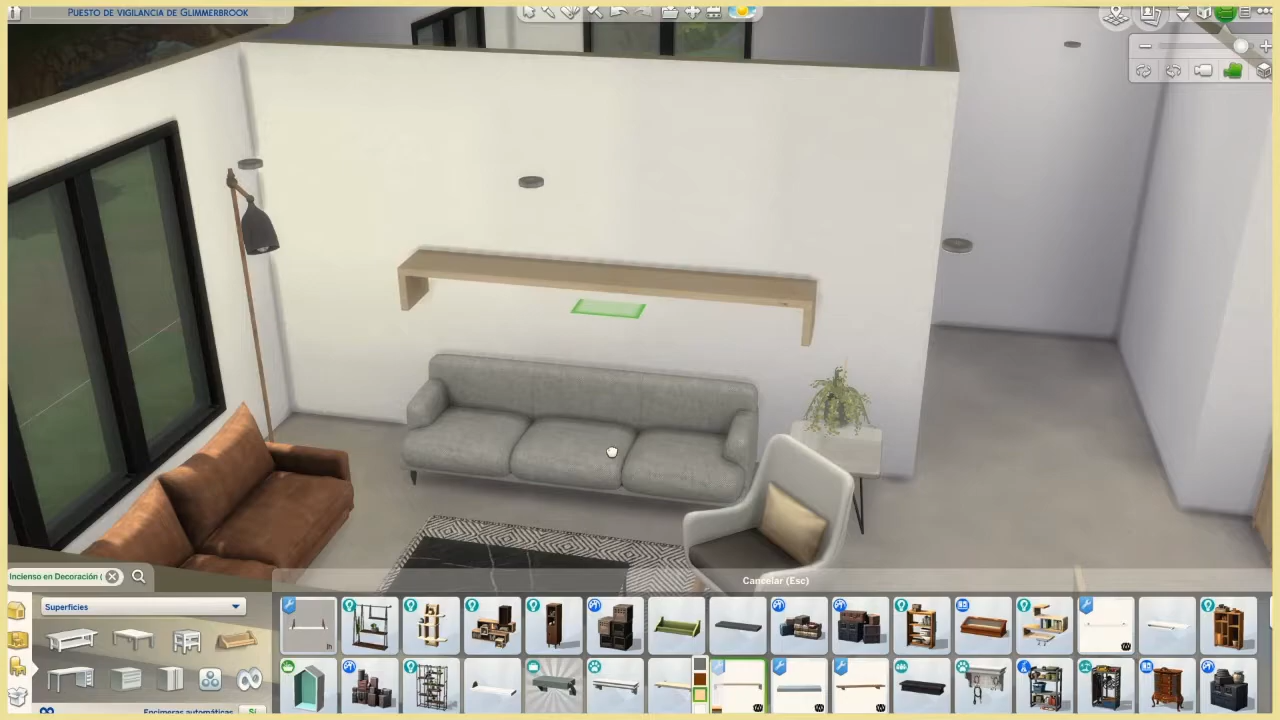 PUESTO DE VIGILANCIA DE GLIMMERBROOK
Cancelar (Esc)
Incienso en Decoración (
Superficies
Encimeras automáticas
Sí